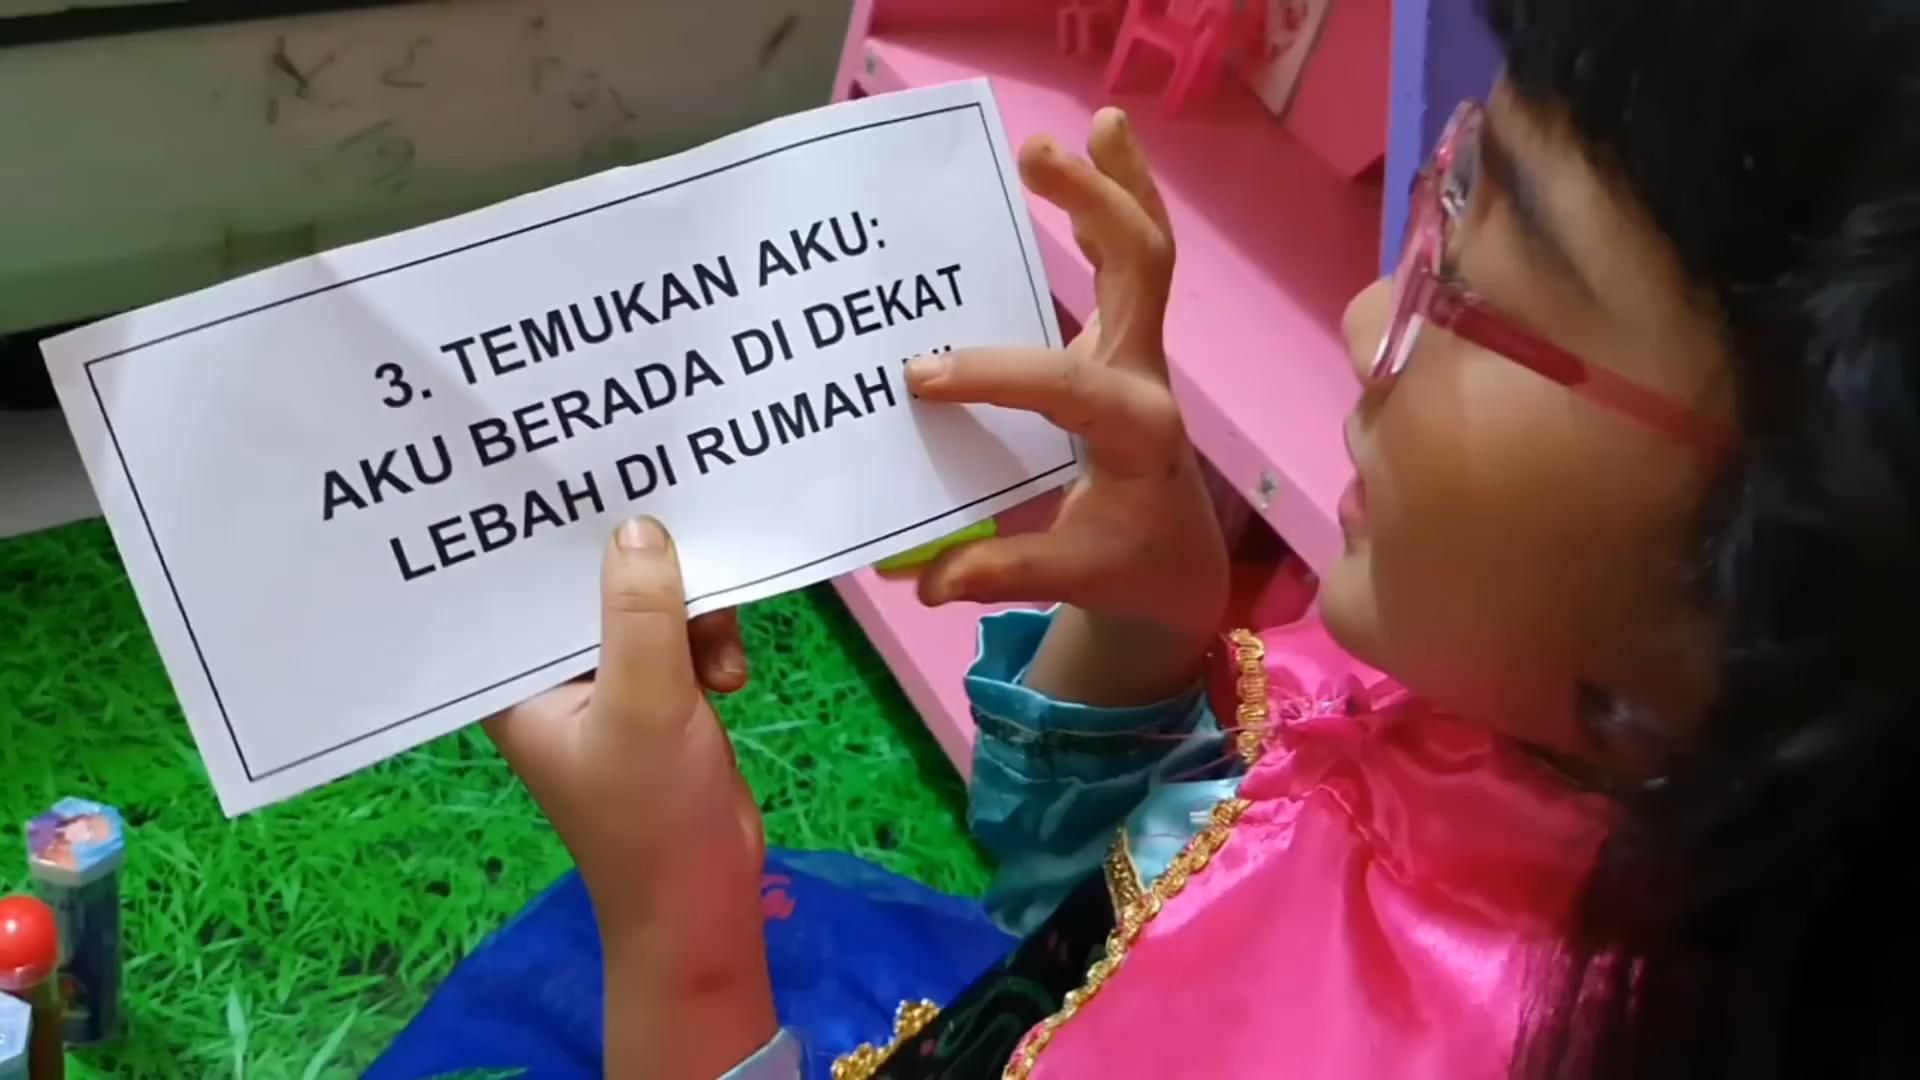 3. TEMUKAN AKU:
AKU BERADA DI DEKAT
LEBAH DI RUMAH